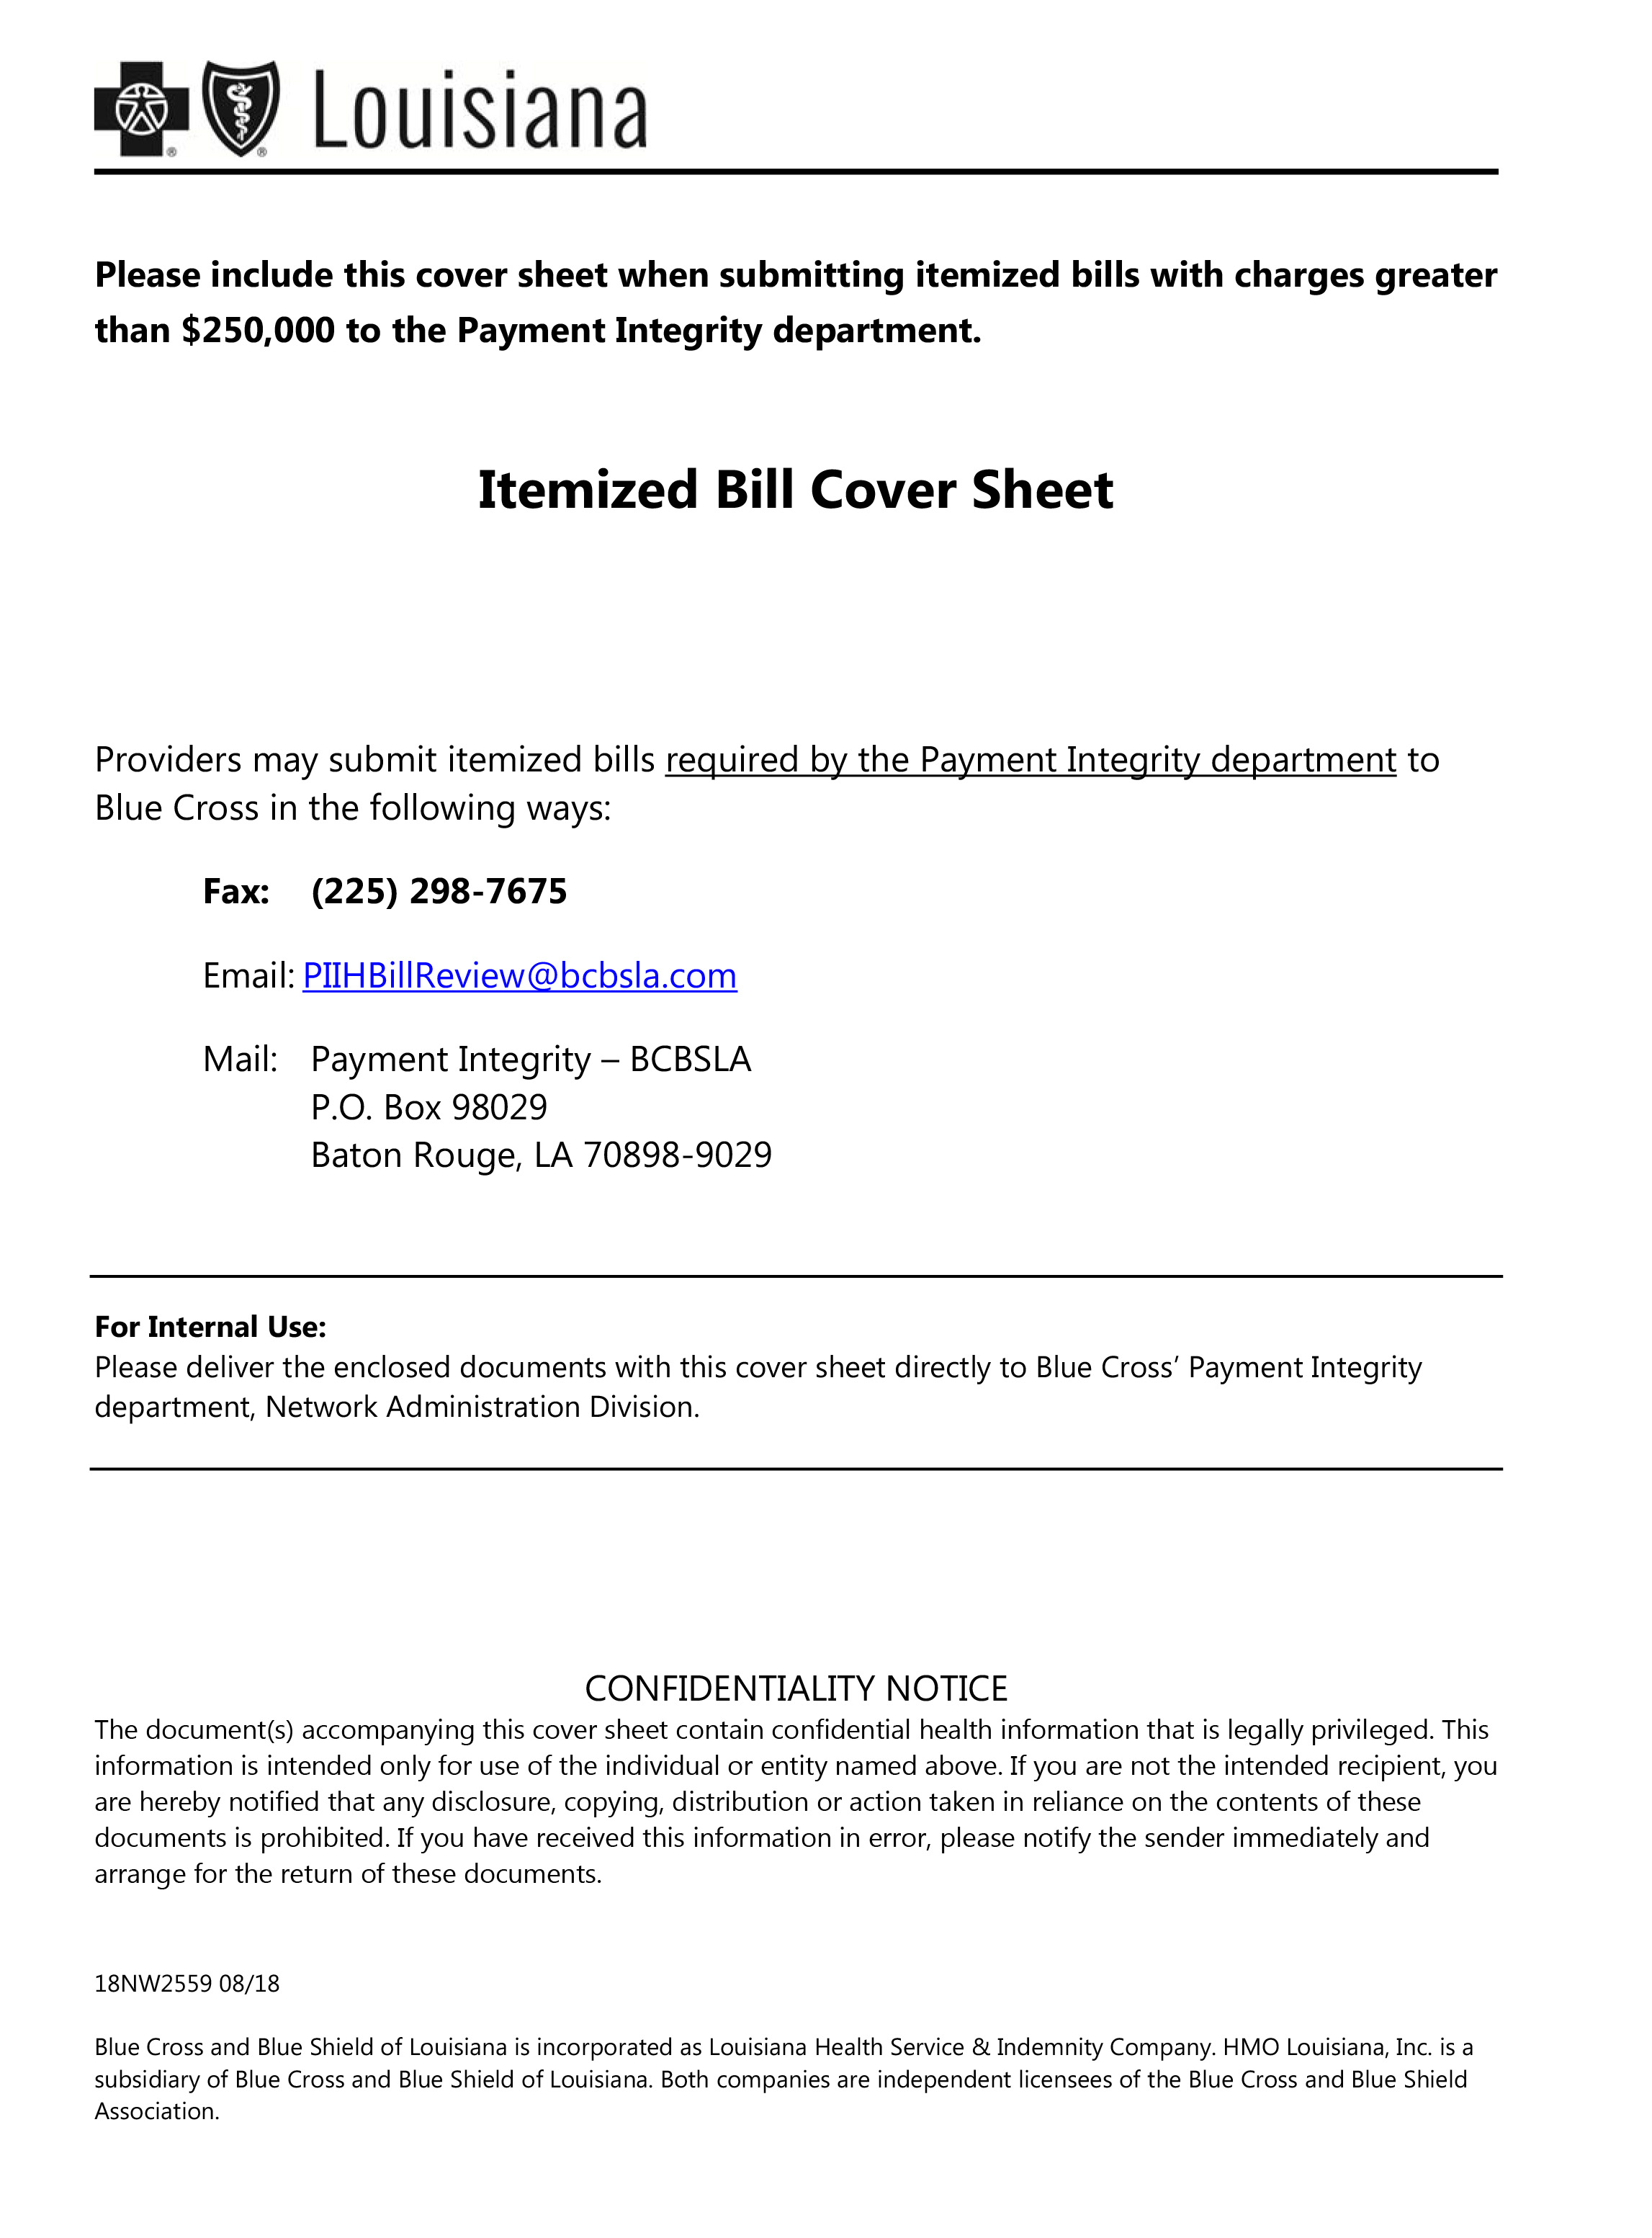 Louisiana
Please include this cover sheet when submitting itemized bills with charges greater
than $250,000 to the Payment Integrity department.
Itemized Bill Cover Sheet
Providers may submit itemized bills required by the Payment Integrity department to
Blue Cross in the following ways:
Fax: (225) 298-7675
Email: PIIHBillReview@bcbsla.com
Mail: Payment Integrity – BCBSLA
P.O. Box 98029
Baton Rouge, LA 70898-9029
For Internal Use:
Please deliver the enclosed documents with this cover sheet directly to Blue Cross’ Payment Integrity
department, Network Administration Division.
CONFIDENTIALITY NOTICE
The document(s) accompanying this cover sheet contain confidential health information that is legally privileged. This
information is intended only for use of the individual or entity named above. If you are not the intended recipient, you
are hereby notified that any disclosure, copying, distribution or action taken in reliance on the contents of these
documents is prohibited. If you have received this information in error, please notify the sender immediately and
arrange for the return of these documents.
18NW2559 08/18
Blue Cross and Blue Shield of Louisiana is incorporated as Louisiana Health Service & Indemnity Company. HMO Louisiana, Inc. is a
subsidiary of Blue Cross and Blue Shield of Louisiana. Both companies are independent licensees of the Blue Cross and Blue Shield
Association.